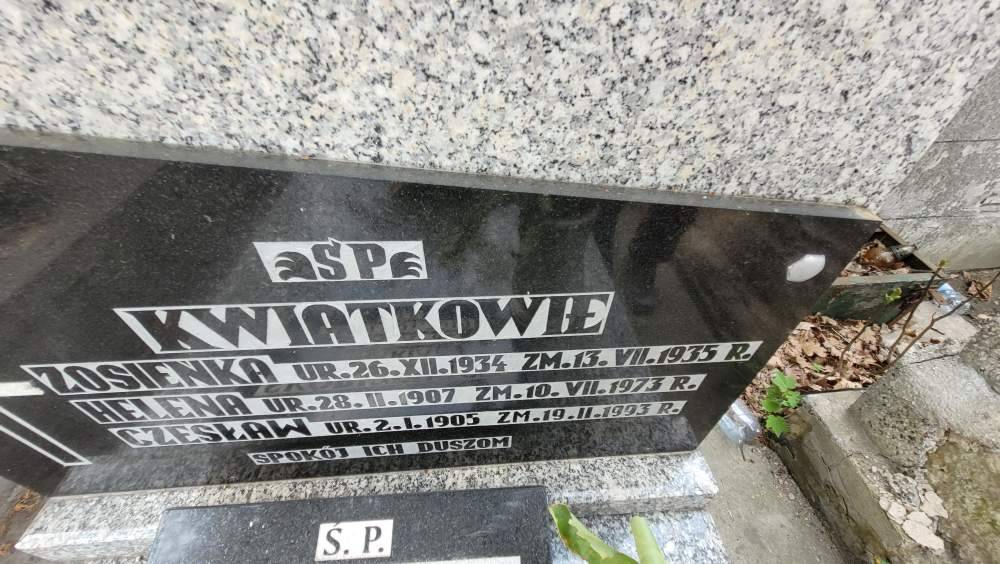 ŚP
KWIATKOWIE
ZOSIENKA UR.26.XII.1934 ZM.13.VII.1935 R.
HELENA UR.28.II.1907 ZM.10.VII.1973 R.
CZESŁAW UR.2.I.1905 ZM.19.II.1993 R.
SPOKÓJ ICH DUSZOM
Ś. P.